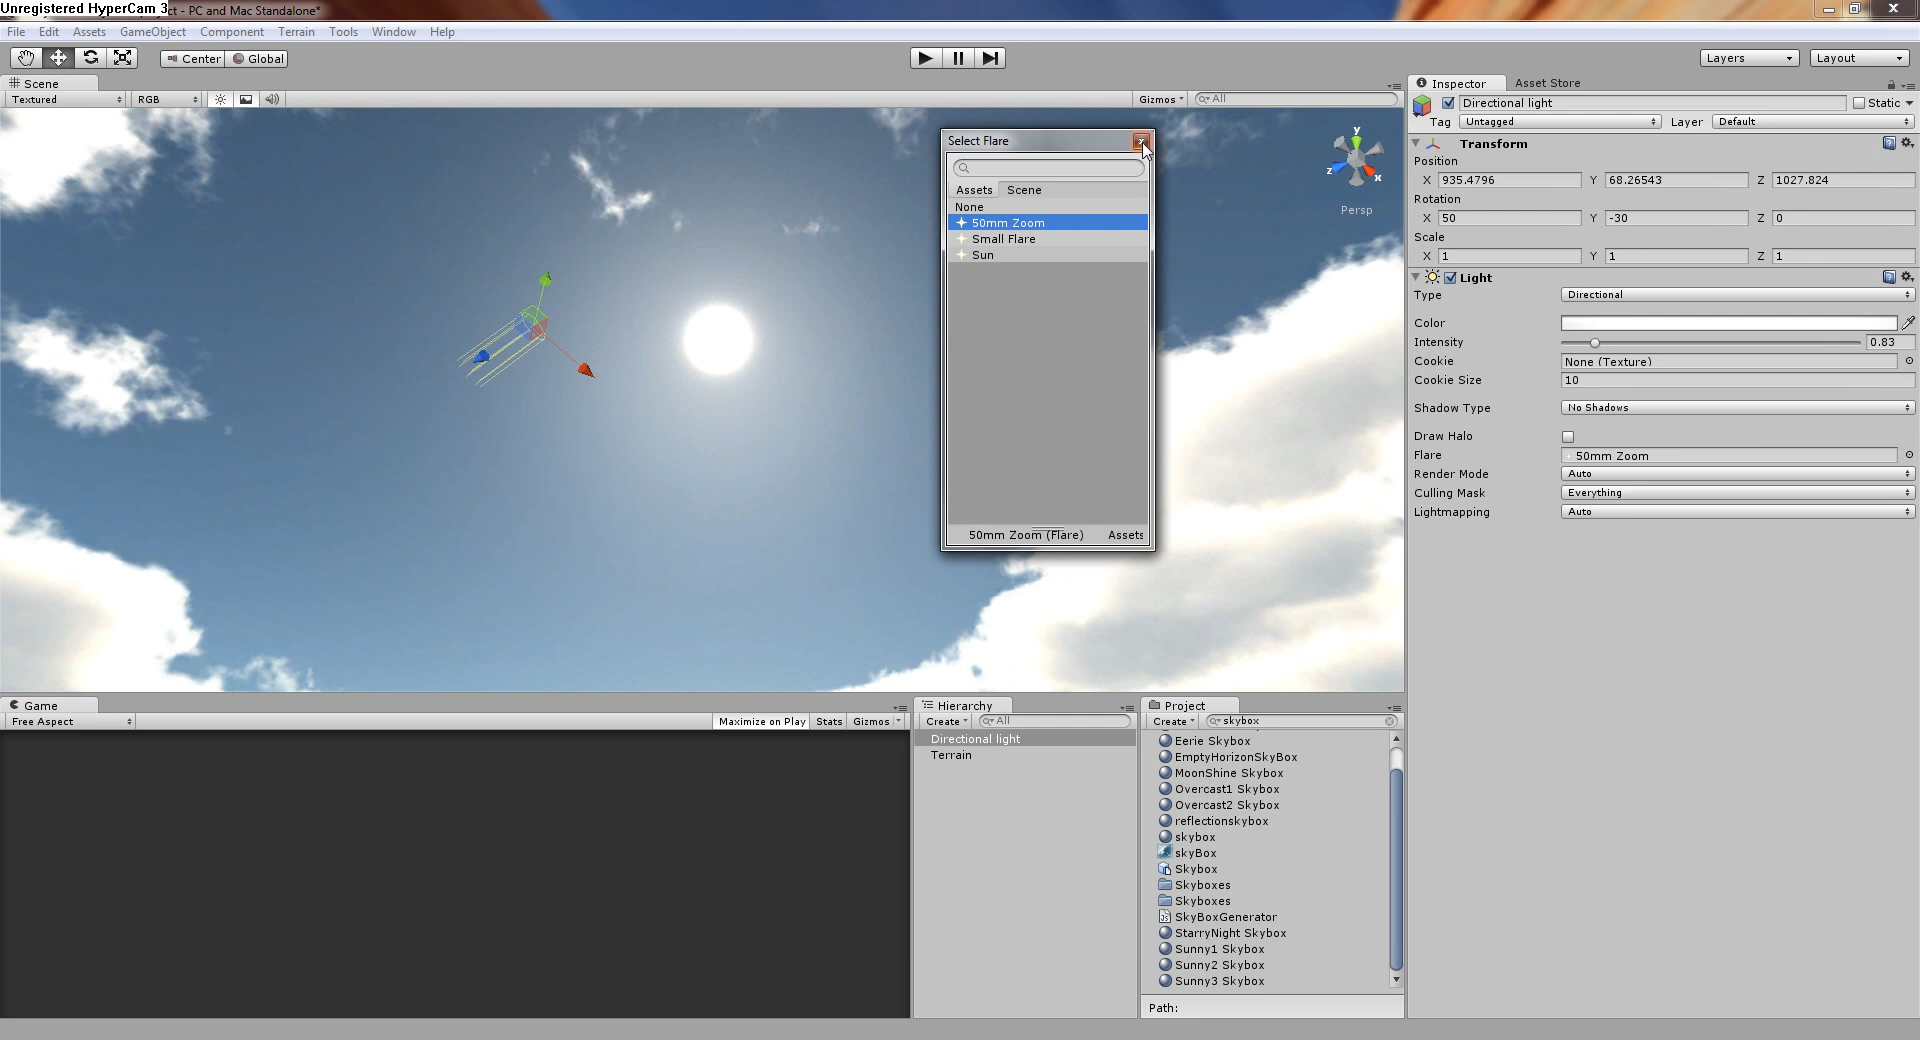 Unregistered HyperCam 3
ct - PC and Mac Standalone*
File Edit Assets GameObject Component Terrain Tools Window Help
Center Global
Layers
Layout
Scene
Textured RGB
Gizmos All
Select Flare
Assets Scene
None
50mm Zoom
Small Flare
Sun
50mm Zoom (Flare) Assets
y
z x
Persp
Inspector Asset Store
Directional light Static
Tag Untagged Layer Default
Transform
Position
X 935.4796 Y 68.26543 Z 1027.824
Rotation
X 50 Y -30 Z 0
Scale
X 1 Y 1 Z 1
Light
Type Directional
Color
Intensity 0.83
Cookie None (Texture)
Cookie Size 10
Shadow Type No Shadows
Draw Halo
Flare 50mm Zoom
Render Mode Auto
Culling Mask Everything
Lightmapping Auto
Game
Free Aspect Maximize on Play Stats Gizmos
Hierarchy
Create All
Directional light
Terrain
Project
Create skybox
Eerie Skybox
EmptyHorizonSkyBox
MoonShine Skybox
Overcast1 Skybox
Overcast2 Skybox
reflectionskybox
skybox
skyBox
Skybox
Skyboxes
Skyboxes
SkyBoxGenerator
StarryNight Skybox
Sunny1 Skybox
Sunny2 Skybox
Sunny3 Skybox
Path: